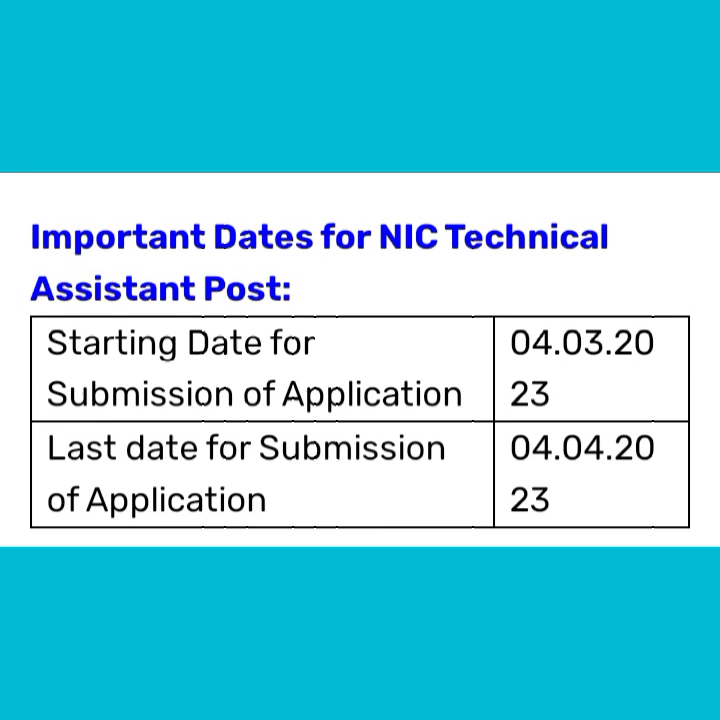 Important Dates for NIC Technical
Assistant Post:
Starting Date for
Submission of Application
04.03.20
23
Last date for Submission
of Application
04.04.20
23